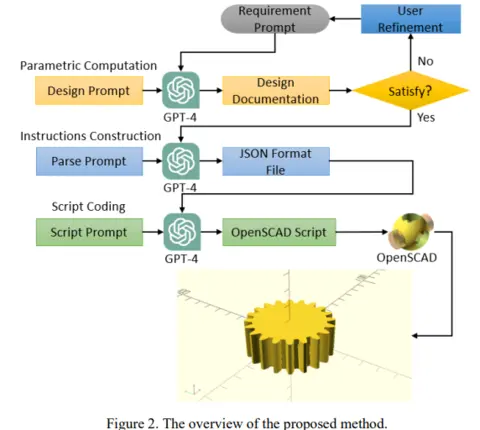 Requirement
Prompt
User
Refinement
No
Parametric Computation
Design Prompt
GPT-4
Design
Documentation
Satisfy?
Yes
Instructions Construction
Parse Prompt
GPT-4
JSON Format
File
Script Coding
Script Prompt
GPT-4
OpenSCAD Script
OpenSCAD
Figure 2. The overview of the proposed method.